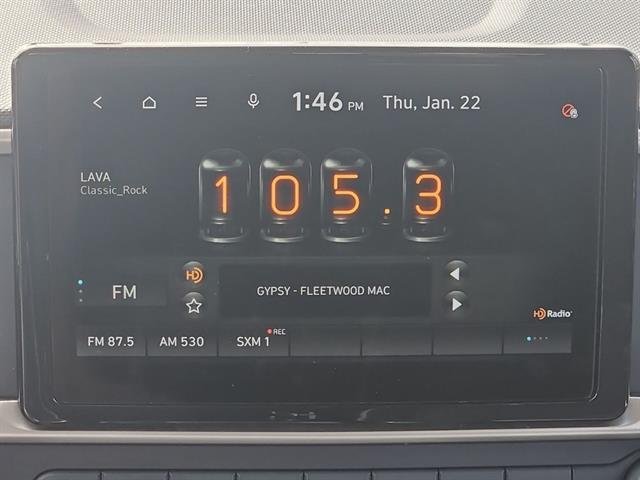 1:46 PM Thu, Jan. 22
LAVA
Classic_Rock
105.3
FM
HD
GYPSY - FLEETWOOD MAC
HD Radio
REC
FM 87.5 AM 530 SXM 1